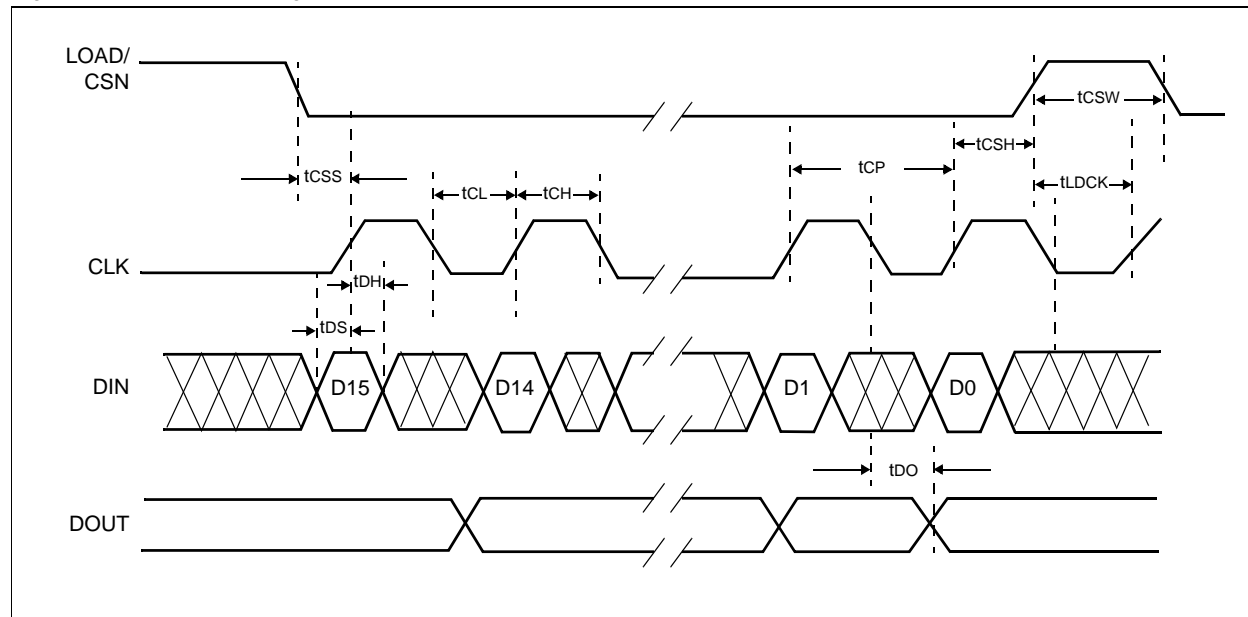 LOAD/
CSN
tCSW
tCSH
tCP
tCSS
tCL
tCH
tLDCK
CLK
tDH
tDS
DIN
D15
D14
D1
D0
tDO
DOUT